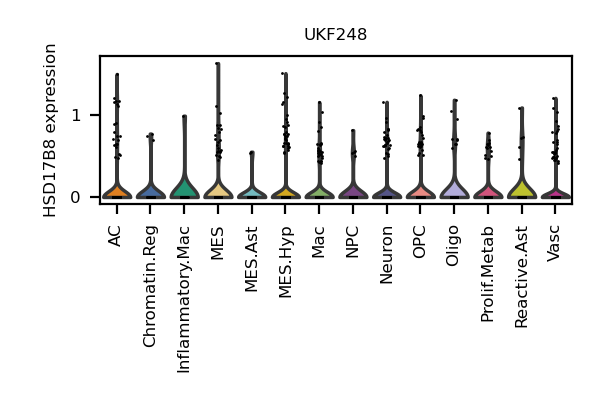 UKF248
HSD17B8 expression
1
0
AC
Chromatin.Reg
Inflammatory.Mac
MES
MES.Ast
MES.Hyp
Mac
NPC
Neuron
OPC
Oligo
Prolif.Metab
Reactive.Ast
Vasc